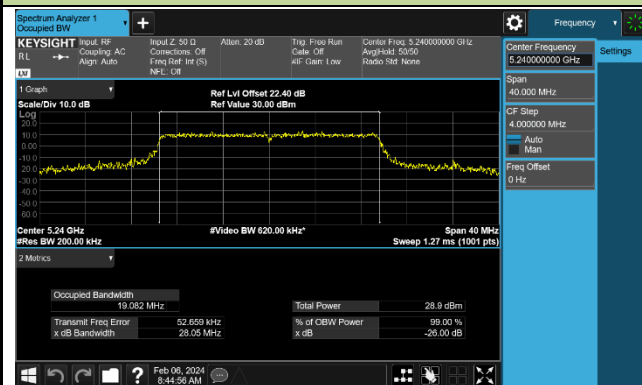 Spectrum Analyzer 1
Occupied BW
Frequency
KEYSIGHT
RL
LXI
Input: RF
Coupling: AC
Align: Auto
Input Z: 50 Ω
Corrections: Off
Freq Ref: Int (S)
NFE: Off
Atten: 20 dB
Trig: Free Run
Gate: Off
#IF Gain: Low
Center Freq: 5.240000000 GHz
Avg|Hold: 50/50
Radio Std: None
Center Frequency
5.240000000 GHz
Settings
Span
40.000 MHz
CF Step
4.000000 MHz
Auto
Man
Freq Offset
0 Hz
1 Graph
Scale/Div 10.0 dB
Ref Lvl Offset 22.40 dB
Ref Value 30.00 dBm
Log
20.0
10.0
0.00
-10.0
-20.0
-30.0
-40.0
-50.0
-60.0
Center 5.24 GHz
#Res BW 200.00 kHz
#Video BW 620.00 kHz*
Span 40 MHz
Sweep 1.27 ms (1001 pts)
2 Metrics
Occupied Bandwidth
19.082 MHz
Total Power 28.9 dBm
Transmit Freq Error 52.659 kHz
% of OBW Power 99.00 %
x dB Bandwidth 28.05 MHz
x dB -26.00 dB
?
Feb 06, 2024
8:44:56 AM